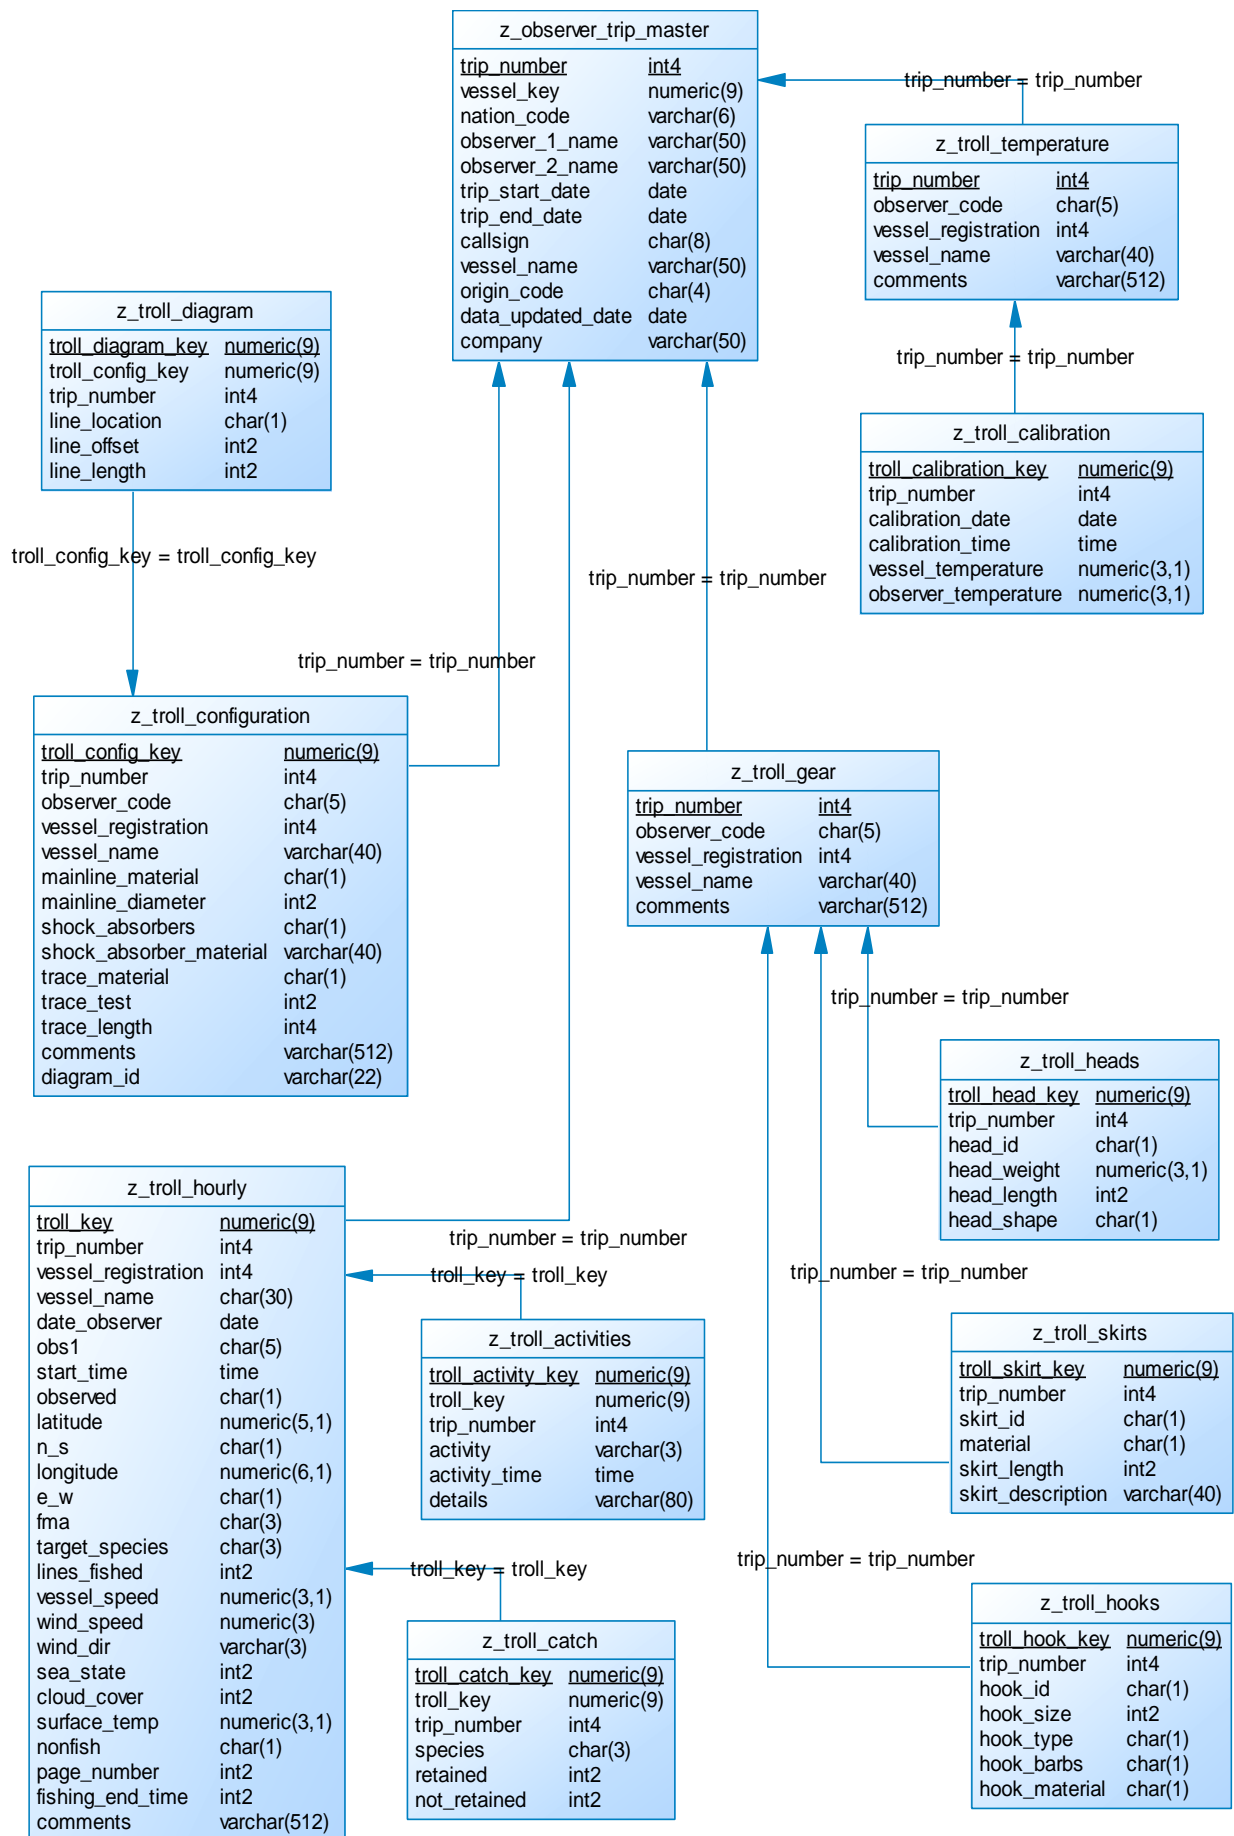 z_observer_trip_master
trip_number int4
vessel_key numeric(9)
nation_code varchar(6)
observer_1_name varchar(50)
observer_2_name varchar(50)
trip_start_date date
trip_end_date date
callsign char(8)
vessel_name varchar(50)
origin_code char(4)
data_updated_date date
company varchar(50)
trip_number = trip_number
z_troll_temperature
trip_number int4
observer_code char(5)
vessel_registration int4
vessel_name varchar(40)
comments varchar(512)
trip_number = trip_number
z_troll_diagram
troll_diagram_key numeric(9)
troll_config_key numeric(9)
trip_number int4
line_location char(1)
line_offset int2
line_length int2
troll_config_key = troll_config_key
z_troll_calibration
troll_calibration_key numeric(9)
trip_number int4
calibration_date date
calibration_time time
vessel_temperature numeric(3,1)
observer_temperature numeric(3,1)
trip_number = trip_number
trip_number = trip_number
z_troll_configuration
troll_config_key numeric(9)
trip_number int4
observer_code char(5)
vessel_registration int4
vessel_name varchar(40)
mainline_material char(1)
mainline_diameter int2
shock_absorbers char(1)
shock_absorber_material varchar(40)
trace_material char(1)
trace_test int2
trace_length int4
comments varchar(512)
diagram_id varchar(22)
z_troll_gear
trip_number int4
observer_code char(5)
vessel_registration int4
vessel_name varchar(40)
comments varchar(512)
trip_number = trip_number
z_troll_heads
troll_head_key numeric(9)
trip_number int4
head_id char(1)
head_weight numeric(3,1)
head_length int2
head_shape char(1)
z_troll_hourly
troll_key numeric(9)
trip_number int4
vessel_registration int4
vessel_name char(30)
date_observer date
obs1 char(5)
start_time time
observed char(1)
latitude numeric(5,1)
n_s char(1)
longitude numeric(6,1)
e_w char(1)
fma char(3)
target_species char(3)
lines_fished int2
vessel_speed numeric(3,1)
wind_speed numeric(3)
wind_dir varchar(3)
sea_state int2
cloud_cover int2
surface_temp numeric(3,1)
nonfish char(1)
page_number int2
fishing_end_time int2
comments varchar(512)
trip_number = trip_number
troll_key = troll_key
z_troll_activities
troll_activity_key numeric(9)
troll_key numeric(9)
trip_number int4
activity varchar(3)
activity_time time
details varchar(80)
troll_key = troll_key
z_troll_catch
troll_catch_key numeric(9)
troll_key numeric(9)
trip_number int4
species char(3)
retained int2
not_retained int2
trip_number = trip_number
z_troll_skirts
troll_skirt_key numeric(9)
trip_number int4
skirt_id char(1)
material char(1)
skirt_length int2
skirt_description varchar(40)
trip_number = trip_number
z_troll_hooks
troll_hook_key numeric(9)
trip_number int4
hook_id char(1)
hook_size int2
hook_type char(1)
hook_barbs char(1)
hook_material char(1)